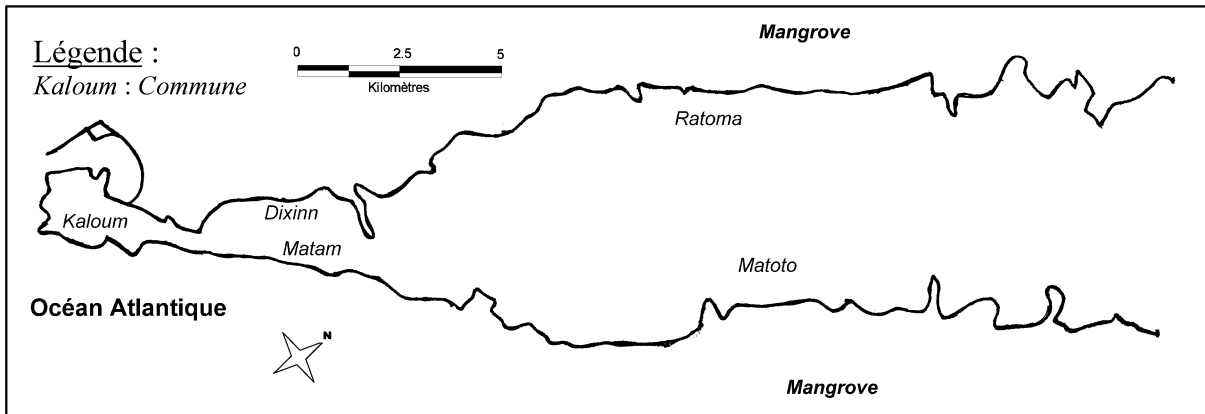 Légende :
Kaloum : Commune
0 2.5 5
Kilomètres
Mangrove
Ratoma
Kaloum
Dixinn
Matam
Matoto
Océan Atlantique
N
Mangrove